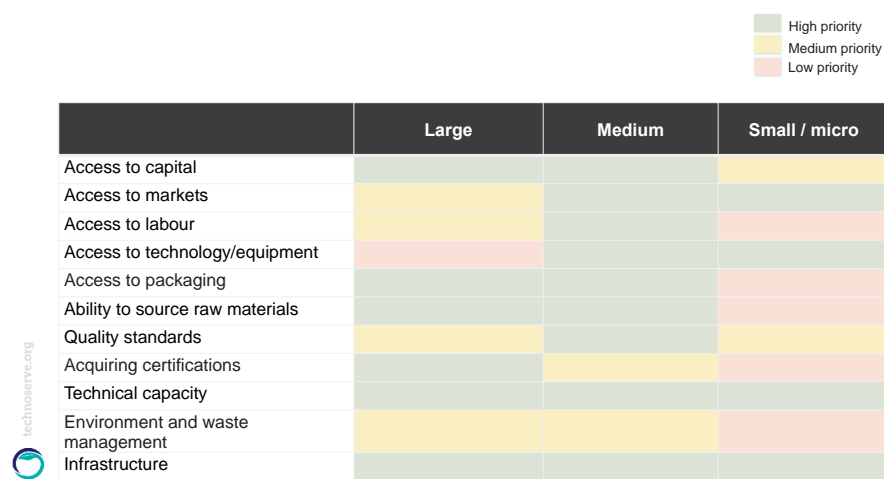 High priority
Medium priority
Low priority
Large Medium Small / micro
Access to capital
Access to markets
Access to labour
Access to technology/equipment
Access to packaging
Ability to source raw materials
Quality standards
Acquiring certifications
Technical capacity
Environment and waste
management
Infrastructure
technoserve.org